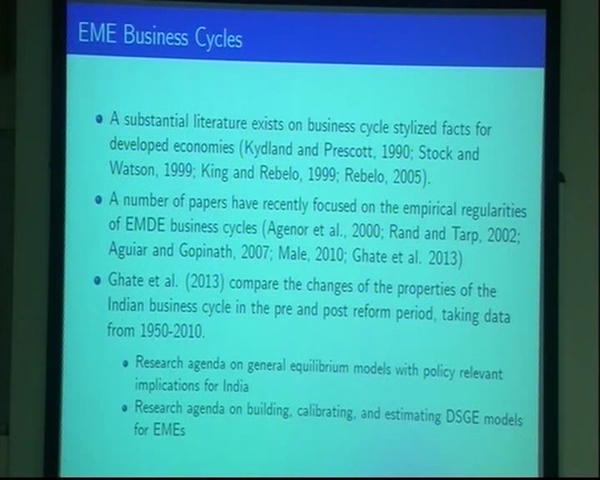 EME Business Cycles
A substantial literature exists on business cycle stylized facts for
developed economies (Kydland and Prescott, 1990; Stock and
Watson, 1999; King and Rebelo, 1999; Rebelo, 2005).
A number of papers have recently focused on the empirical regularities
of EMDE business cycles (Agenor et al., 2000; Rand and Tarp, 2002;
Aguiar and Gopinath, 2007; Male, 2010; Ghate et al. 2013)
Ghate et al. (2013) compare the changes of the properties of the
Indian business cycle in the pre and post reform period, taking data
from 1950-2010.
Research agenda on general equilibrium models with policy relevant
implications for India
Research agenda on building, calibrating, and estimating DSGE models
for EMEs